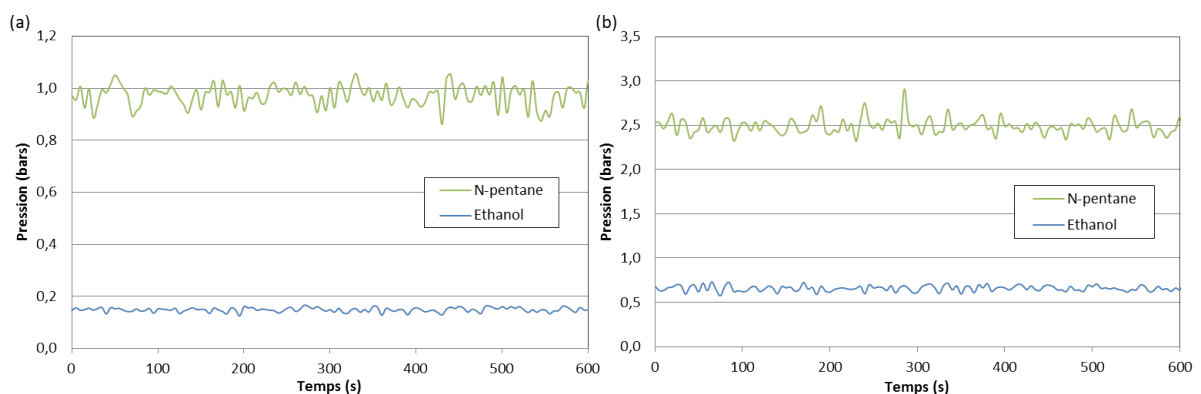 (a)
Pression (bars)
1,2
1,0
0,8
0,6
0,4
0,2
0,0
N-pentane
Ethanol
0 100 200 300 400 500 600
Temps (s)
(b)
Pression (bars)
3,5
3,0
2,5
2,0
1,5
1,0
0,5
0,0
N-pentane
Ethanol
0 100 200 300 400 500 600
Temps (s)